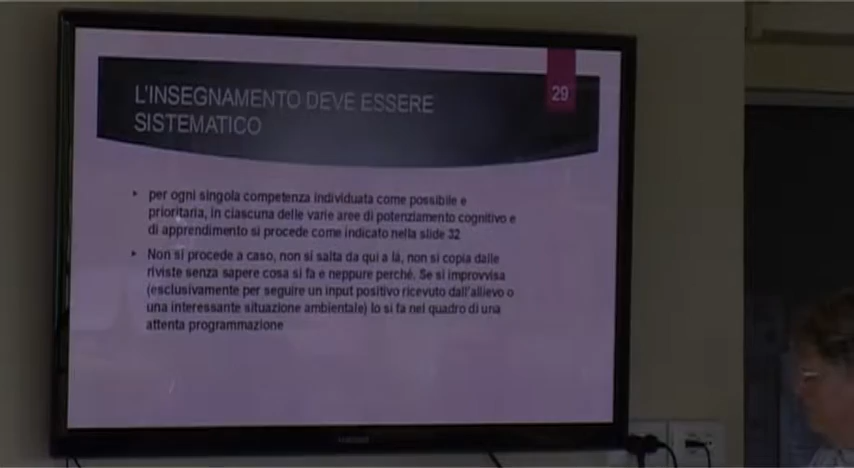 29
L'INSEGNAMENTO DEVE ESSERE
SISTEMATICO
per ogni singola competenza individuata come possibile e
prioritaria, in ciascuna delle varie aree di potenziamento cognitivo e
di apprendimento si procede come indicato nella slide 32
Non si procede a caso, non si salta da qui a là, non si copia dalle
riviste senza sapere cosa si fa e neppure perché. Se si improvvisa
(esclusivamente per seguire un input positivo ricevuto dall'allievo o
una interessante situazione ambientale) lo si fa nel quadro di una
attenta programmazione